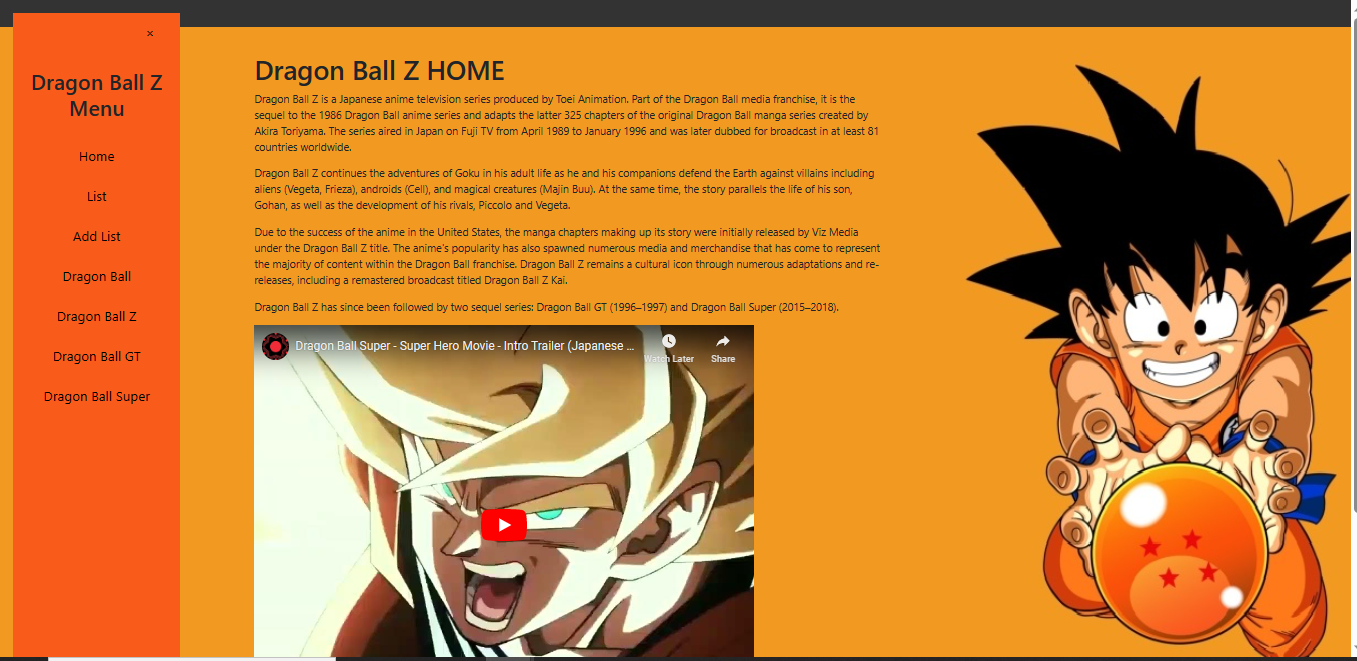 ×
Dragon Ball Z
Menu
Home
List
Add List
Dragon Ball
Dragon Ball Z
Dragon Ball GT
Dragon Ball Super
Dragon Ball Z HOME
Dragon Ball Z is a Japanese anime television series produced by Toei Animation. Part of the Dragon Ball media franchise, it is the
sequel to the 1986 Dragon Ball anime series and adapts the latter 325 chapters of the original Dragon Ball manga series created by
Akira Toriyama. The series aired in Japan on Fuji TV from April 1989 to January 1996 and was later dubbed for broadcast in at least 81
countries worldwide.
Dragon Ball Z continues the adventures of Goku in his adult life as he and his companions defend the Earth against villains including
aliens (Vegeta, Frieza), androids (Cell), and magical creatures (Majin Buu). At the same time, the story parallels the life of his son,
Gohan, as well as the development of his rivals, Piccolo and Vegeta.
Due to the success of the anime in the United States, the manga chapters making up its story were initially released by Viz Media
under the Dragon Ball Z title. The anime's popularity has also spawned numerous media and merchandise that has come to represent
the majority of content within the Dragon Ball franchise. Dragon Ball Z remains a cultural icon through numerous adaptations and re-
releases, including a remastered broadcast titled Dragon Ball Z Kai.
Dragon Ball Z has since been followed by two sequel series: Dragon Ball GT (1996–1997) and Dragon Ball Super (2015–2018).
Dragon Ball Super - Super Hero Movie - Intro Trailer (Japanese ...
Watch Later
Share